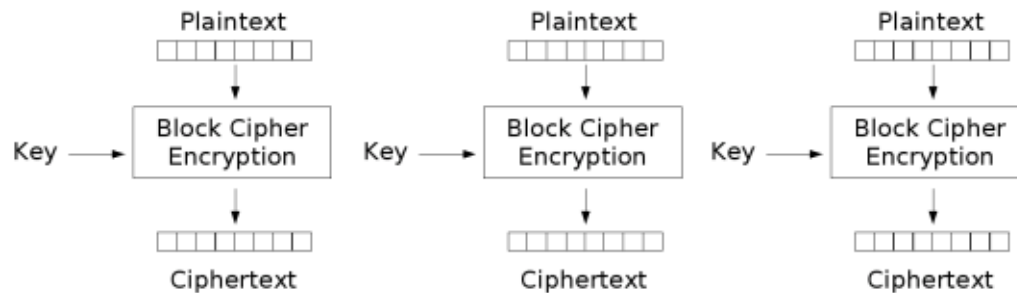 Plaintext Plaintext Plaintext
Key Block Cipher Encryption Key Block Cipher Encryption Key Block Cipher Encryption
Ciphertext Ciphertext Ciphertext